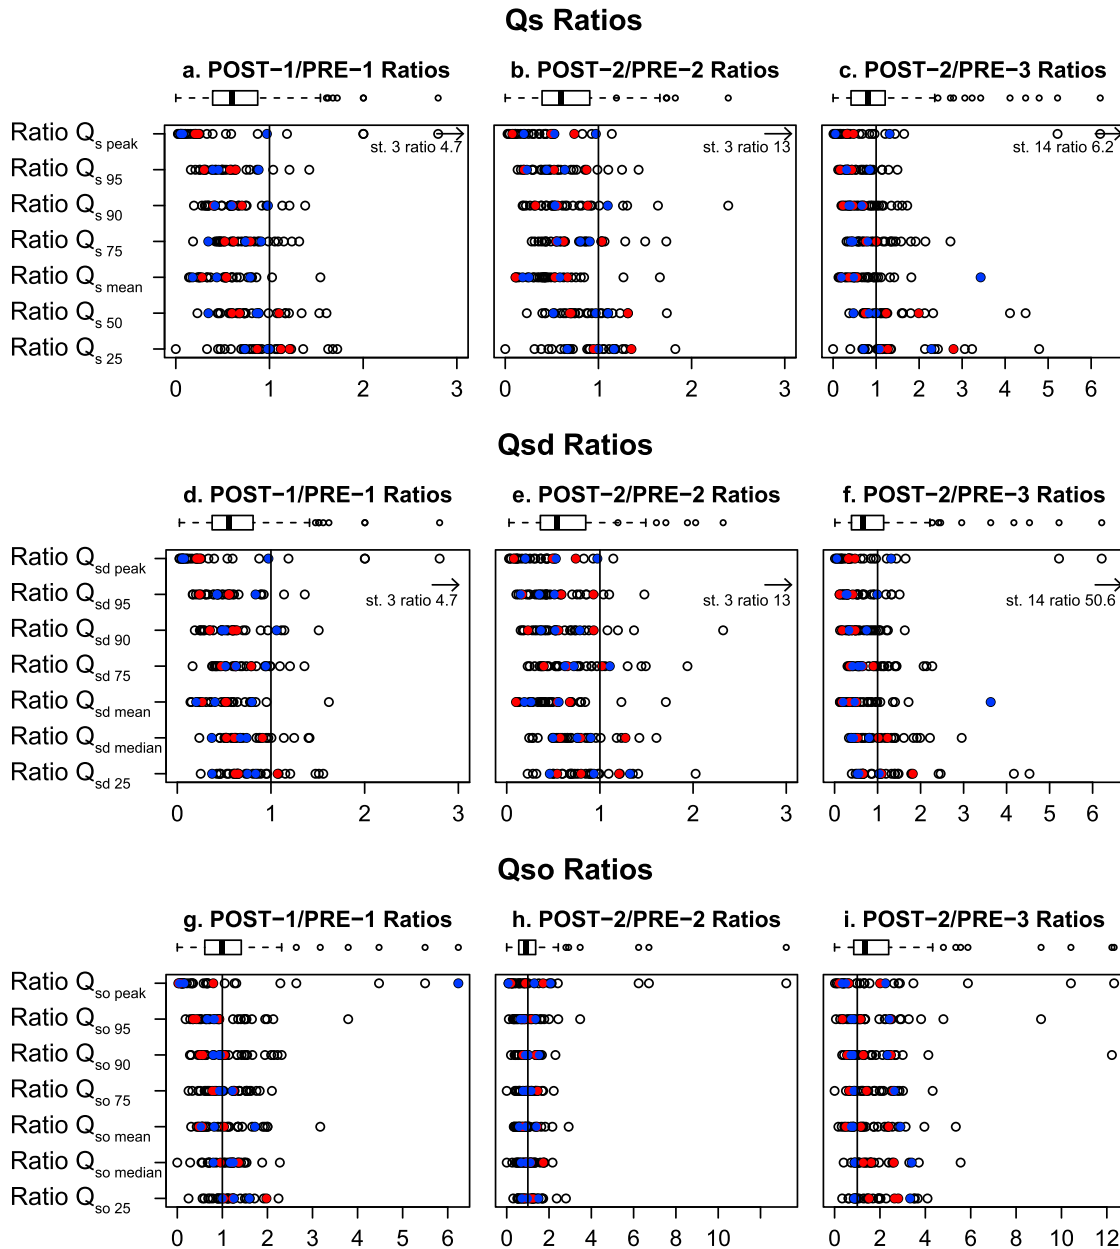 Qs Ratios
a. POST−1/PRE−1 Ratios
b. POST−2/PRE−2 Ratios
c. POST−2/PRE−3 Ratios
Ratio Qs peak
st. 3 ratio 4.7
st. 3 ratio 13
st. 14 ratio 6.2
Ratio Qs 95
Ratio Qs 90
Ratio Qs 75
Ratio Qs mean
Ratio Qs 50
Ratio Qs 25
0 1 2 3
0 1 2 3
0 1 2 3 4 5 6
Qsd Ratios
d. POST−1/PRE−1 Ratios
e. POST−2/PRE−2 Ratios
f. POST−2/PRE−3 Ratios
Ratio Qsd peak
Ratio Qsd 95
st. 3 ratio 4.7
st. 3 ratio 13
st. 14 ratio 50.6
Ratio Qsd 90
Ratio Qsd 75
Ratio Qsd mean
Ratio Qsd median
Ratio Qsd 25
0 1 2 3
0 1 2 3
0 1 2 3 4 5 6
Qso Ratios
g. POST−1/PRE−1 Ratios
h. POST−2/PRE−2 Ratios
i. POST−2/PRE−3 Ratios
Ratio Qso peak
Ratio Qso 95
Ratio Qso 90
Ratio Qso 75
Ratio Qso mean
Ratio Qso median
Ratio Qso 25
0 1 2 3 4 5 6
0 2 4 6 8 10
0 2 4 6 8 10 12